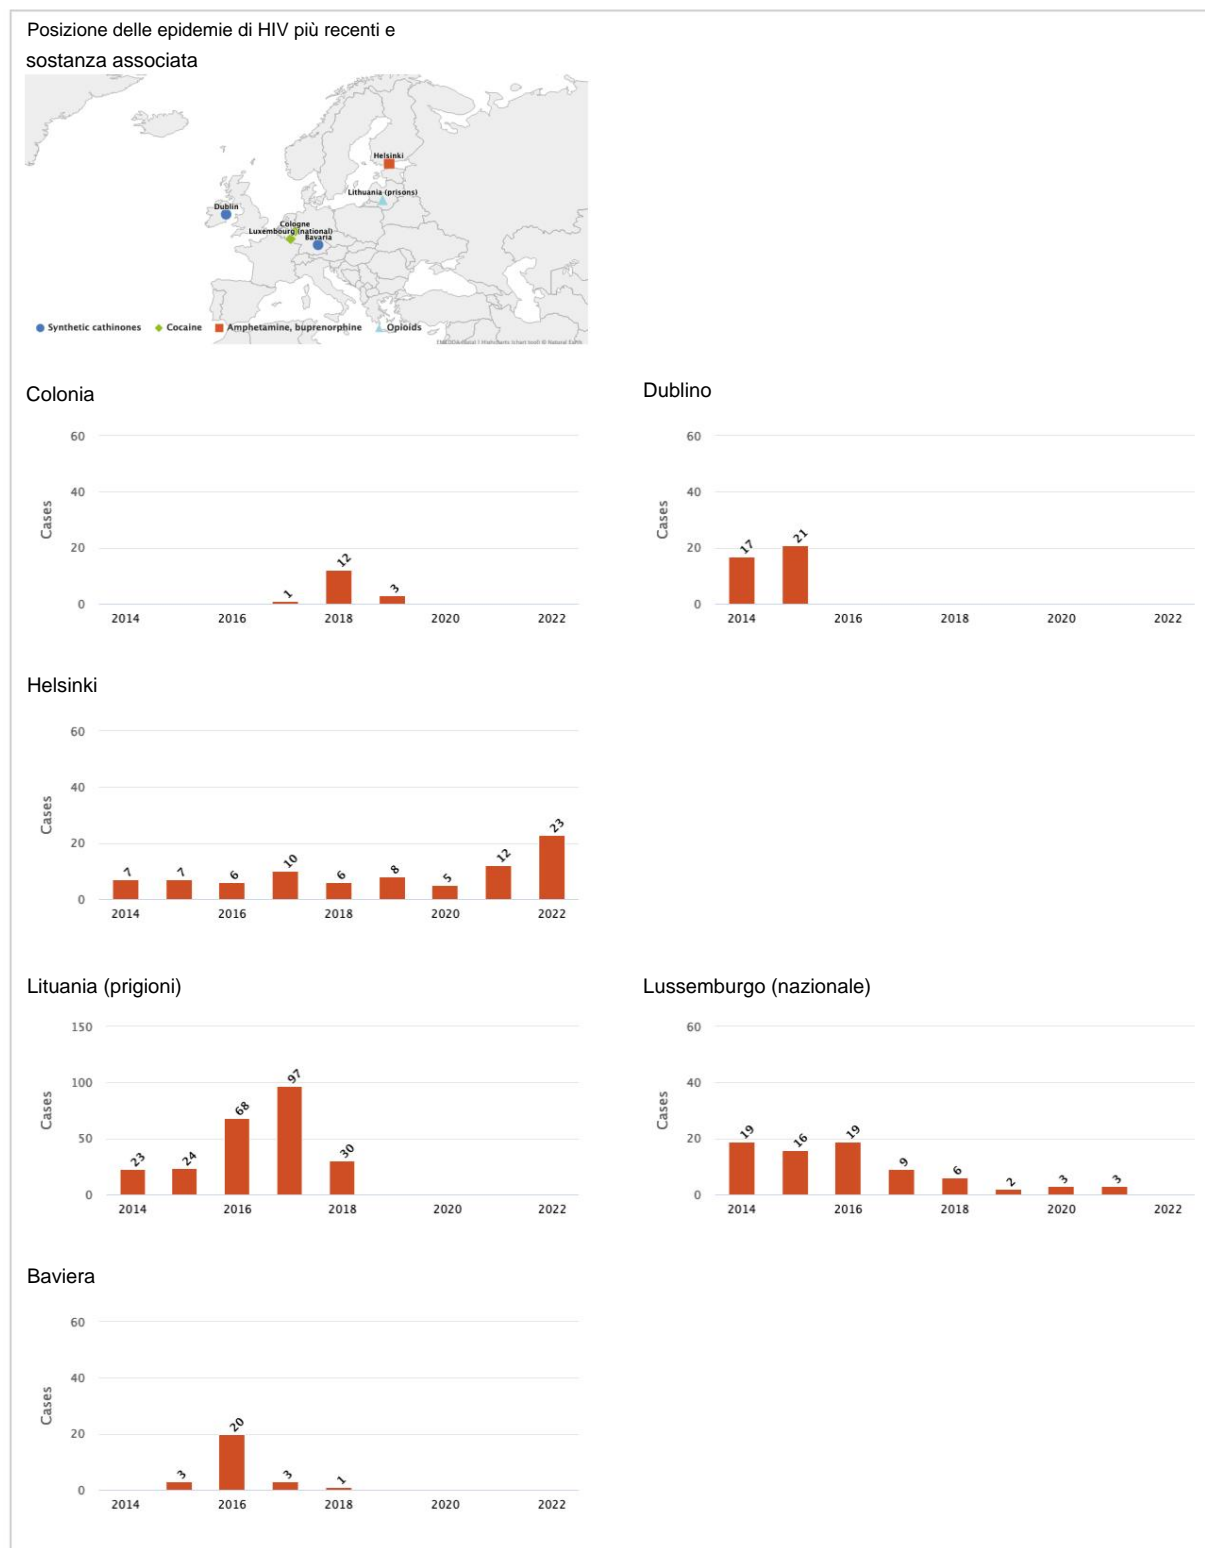 Posizione delle epidemie di HIV più recenti e
sostanza associata
Helsinki
Lithuania (prisons)
Dublin
Cologne
Luxembourg (national)
Bavaria
Synthetic cathinones Cocaine Amphetamine, buprenorphine Opioids
Colonia
60
40
20
0
Cases
1
12
3
2014 2016 2018 2020 2022
Dublino
60
40
20
0
Cases
17
21
2014 2016 2018 2020 2022
Helsinki
60
40
20
0
Cases
7
7
6
10
6
8
5
12
23
2014 2016 2018 2020 2022
Lituania (prigioni)
150
100
50
0
Cases
23
24
68
97
30
2014 2016 2018 2020 2022
Lussemburgo (nazionale)
60
40
20
0
Cases
19
16
19
9
6
2
3
3
2014 2016 2018 2020 2022
Baviera
60
40
20
0
Cases
3
20
3
1
2014 2016 2018 2020 2022